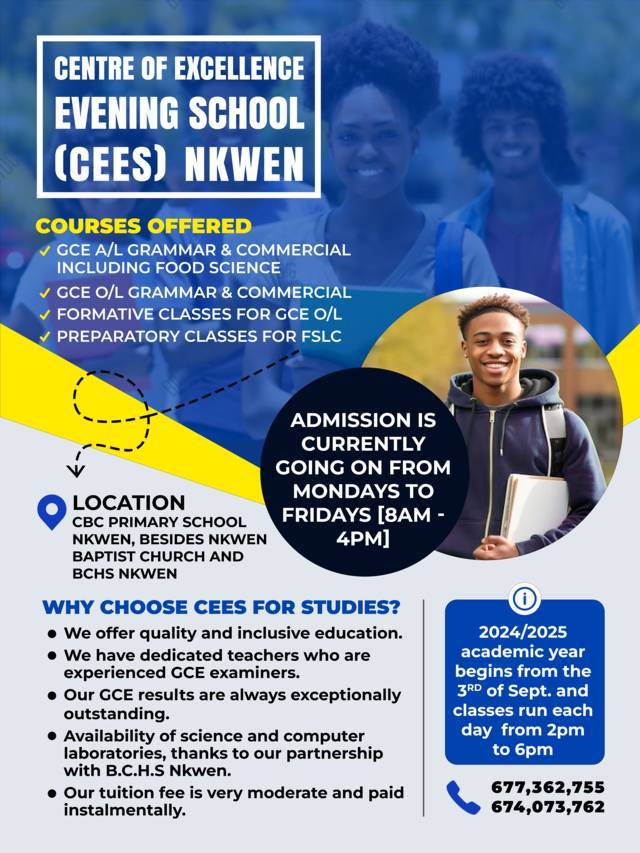 CENTRE OF EXCELLENCE
EVENING SCHOOL
(CEES) NKWEN
COURSES OFFERED
GCE A/L GRAMMAR & COMMERCIAL
INCLUDING FOOD SCIENCE
GCE O/L GRAMMAR & COMMERCIAL
FORMATIVE CLASSES FOR GCE O/L
PREPARATORY CLASSES FOR FSLC
ADMISSION IS
CURRENTLY
GOING ON FROM
MONDAYS TO
FRIDAYS [8AM -
4PM]
LOCATION
CBC PRIMARY SCHOOL
NKWEN, BESIDES NKWEN
BAPTIST CHURCH AND
BCHS NKWEN
WHY CHOOSE CEES FOR STUDIES?
• We offer quality and inclusive education.
• We have dedicated teachers who are
experienced GCE examiners.
• Our GCE results are always exceptionally
outstanding.
• Availability of science and computer
laboratories, thanks to our partnership
with B.C.H.S Nkwen.
• Our tuition fee is very moderate and paid
instalmentally.
2024/2025
academic year
begins from the
3RD of Sept. and
classes run each
day from 2pm
to 6pm
677,362,755
674,073,762